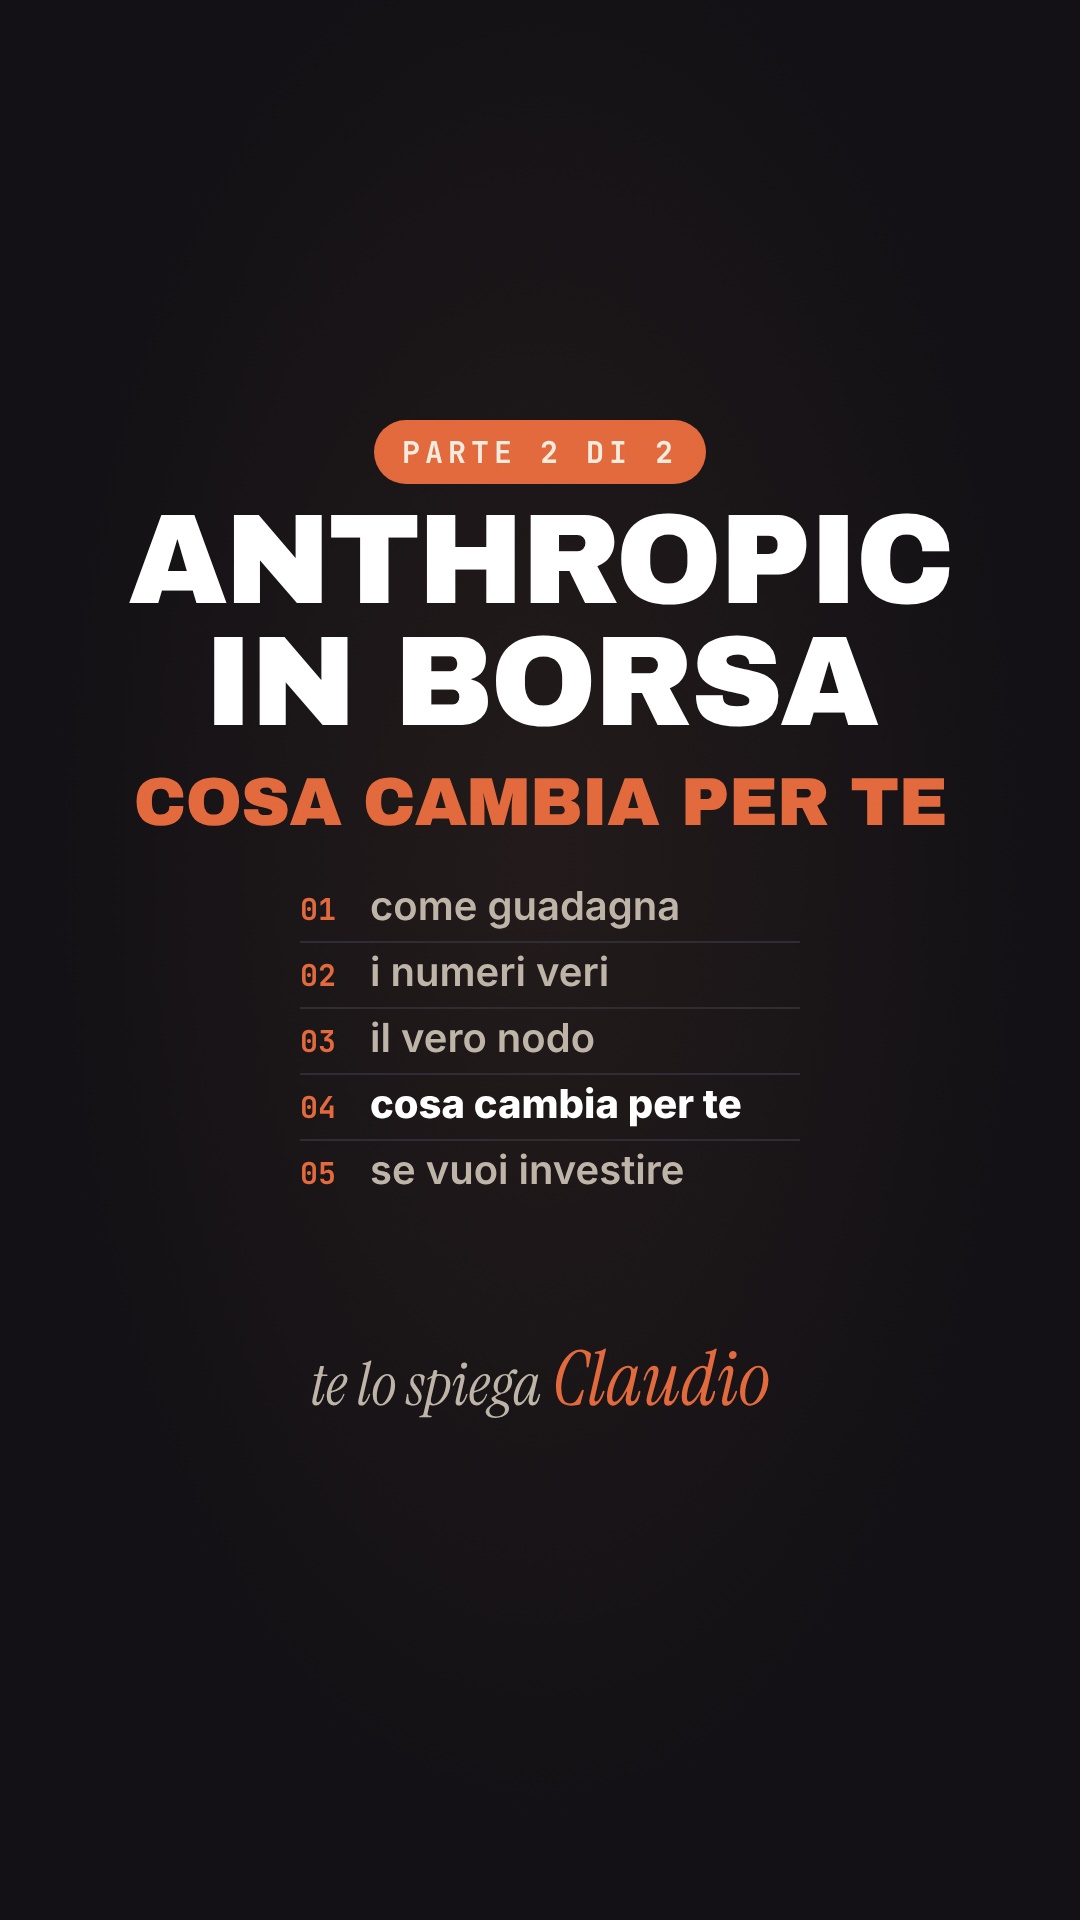 PARTE 2 DI 2
ANTHROPIC
IN BORSA
COSA CAMBIA PER TE
01 come guadagna
02 i numeri veri
03 il vero nodo
04 cosa cambia per te
05 se vuoi investire
te lo spiega Claudio